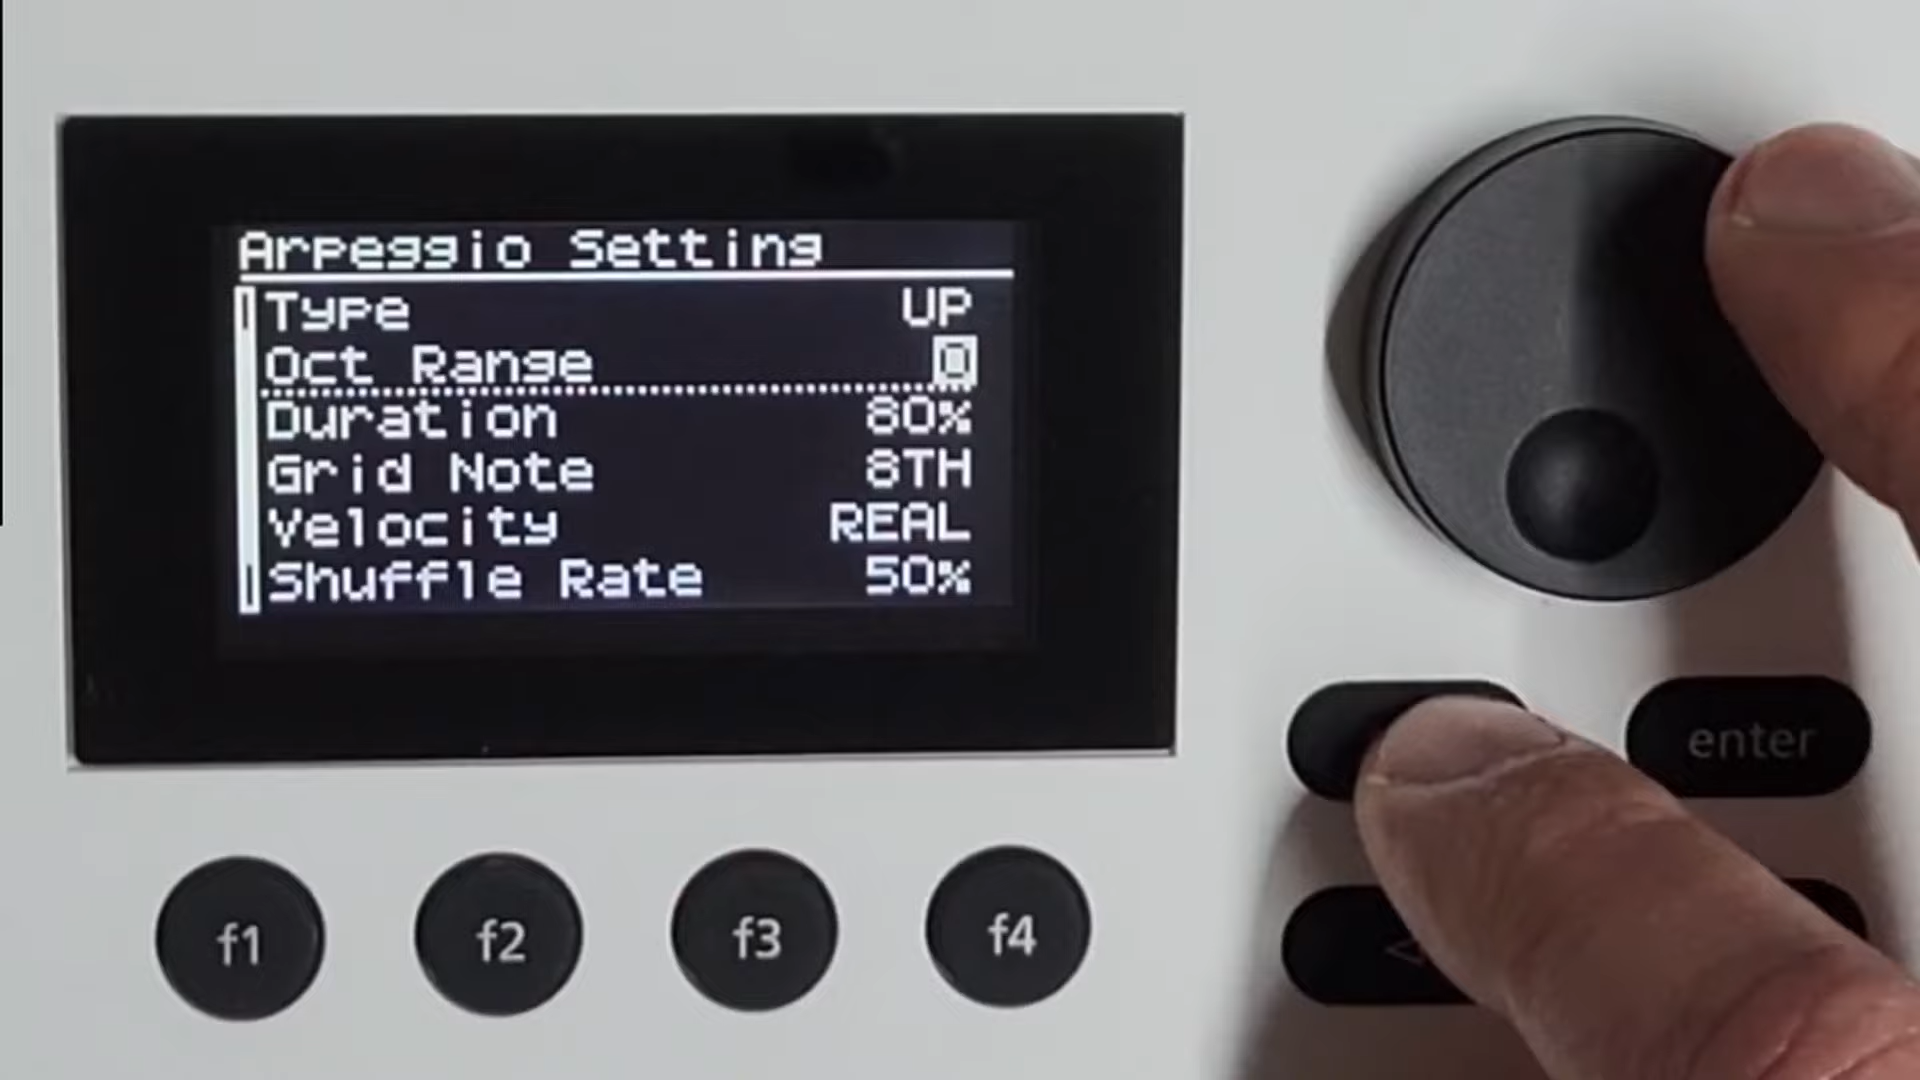 Arpeggio Setting
Type UP
Oct Range 0
Duration 80%
Grid Note 8TH
Velocity REAL
Shuffle Rate 50%
enter
f1 f2 f3 f4